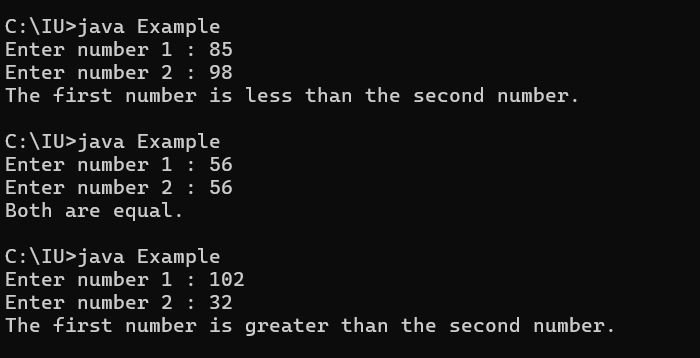 C:\IU>java Example
Enter number 1 : 85
Enter number 2 : 98
The first number is less than the second number.
C:\IU>java Example
Enter number 1 : 56
Enter number 2 : 56
Both are equal.
C:\IU>java Example
Enter number 1 : 102
Enter number 2 : 32
The first number is greater than the second number.